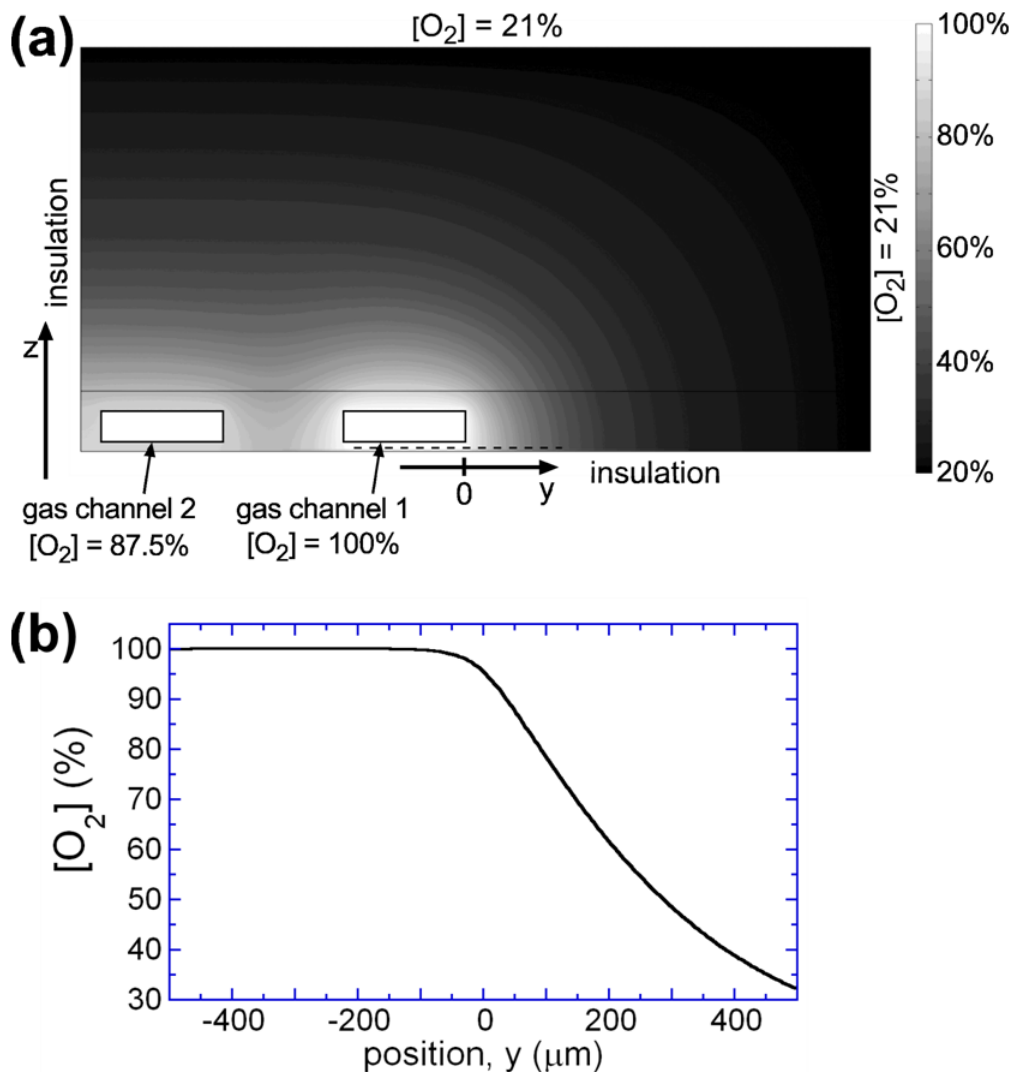 (a)
[O2] = 21%
100%
80%
60%
40%
20%
insulation
[O2] = 21%
z
0
y
insulation
gas channel 2
[O2] = 87.5%
gas channel 1
[O2] = 100%
(b)
100
90
80
70
60
50
40
30
[O2] (%)
-400
-200
0
200
400
position, y (μm)